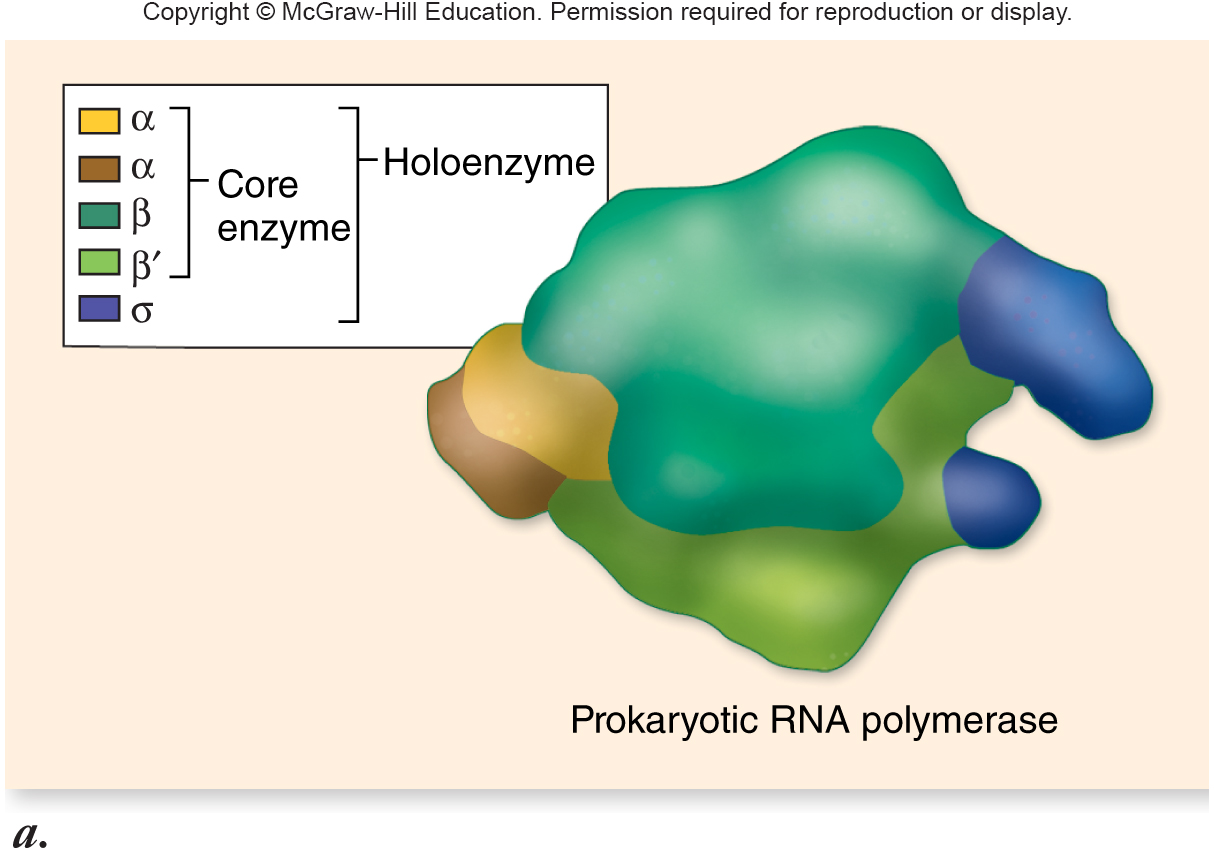 Copyright © McGraw-Hill Education. Permission required for reproduction or display.
α
α
β
β′
σ
Core
enzyme
Holoenzyme
Prokaryotic RNA polymerase
a.